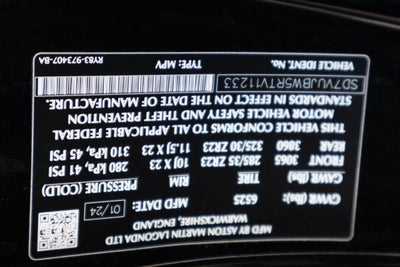 MFD BY ASTON MARTIN LAGONDA LTD
WARWICKSHIRE, ENGLAND
GVWR (lbs): 6525 MFD DATE: 01/24
GAWR (lbs): TIRE RIM PRESSURE (COLD)
FRONT 3065 285/35 ZR23 10J X 23 280 kPa, 41 PSI
REAR 3860 325/30 ZR23 11.5J X 23 310 kPa, 45 PSI
THIS VEHICLE CONFORMS TO ALL APPLICABLE FEDERAL
MOTOR VEHICLE SAFETY AND THEFT PREVENTION
STANDARDS IN EFFECT ON THE DATE OF MANUFACTURE.
SD7VUJBW5RTV11233
VEHICLE IDENT. NO. TYPE: MPV RY83-973407-BA